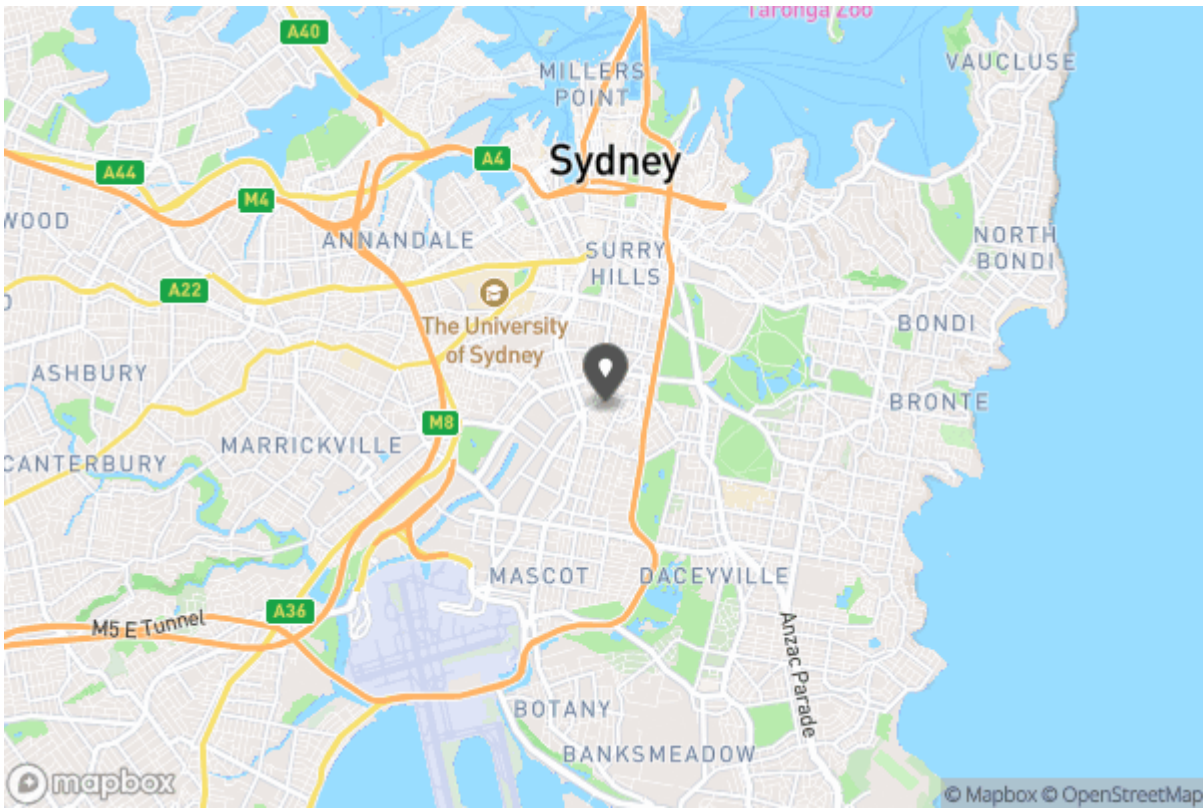 Taronga Zoo
A40
VAUCLUSE
MILLERS
POINT
A4
Sydney
A44
M4
WOOD
ANNANDALE
SURRY
HILLS
NORTH
BONDI
A22
The University
of Sydney
BONDI
ASHBURY
BRONTE
M8
MARRICKVILLE
CANTERBURY
MASCOT
DACEYVILLE
A36
M5 E Tunnel
Anzac Parade
BOTANY
BANKSMEADOW
mapbox
© Mapbox © OpenStreetMap